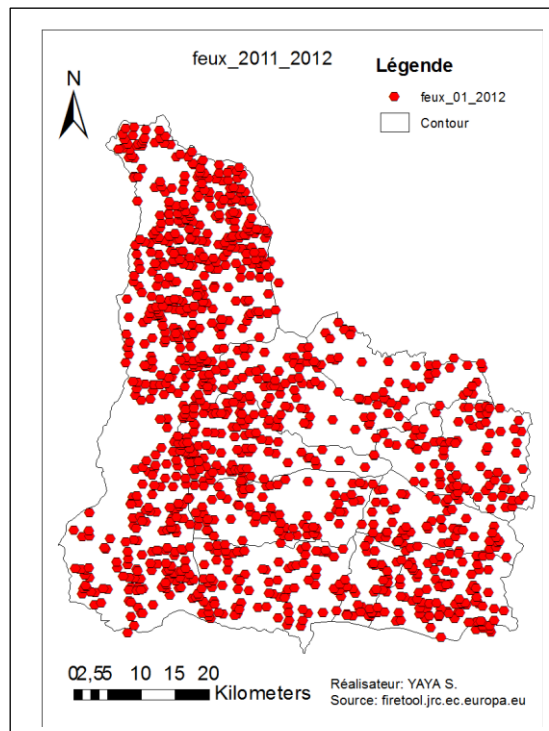 feux_2011_2012
Légende
feux_01_2012
Contour
N
02,55 10 15 20
Kilometers
Réalisateur: YAYA S.
Source: firetool.jrc.ec.europa.eu